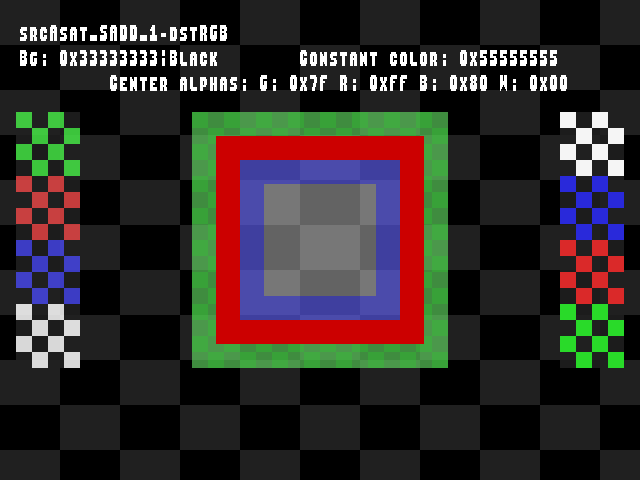 srcAsat_SADD_1-dstRGB
Bg: 0x33333333;Black Constant color: 0x55555555
Center alphas: G: 0x7F R: 0xFF B: 0x80 W: 0x00